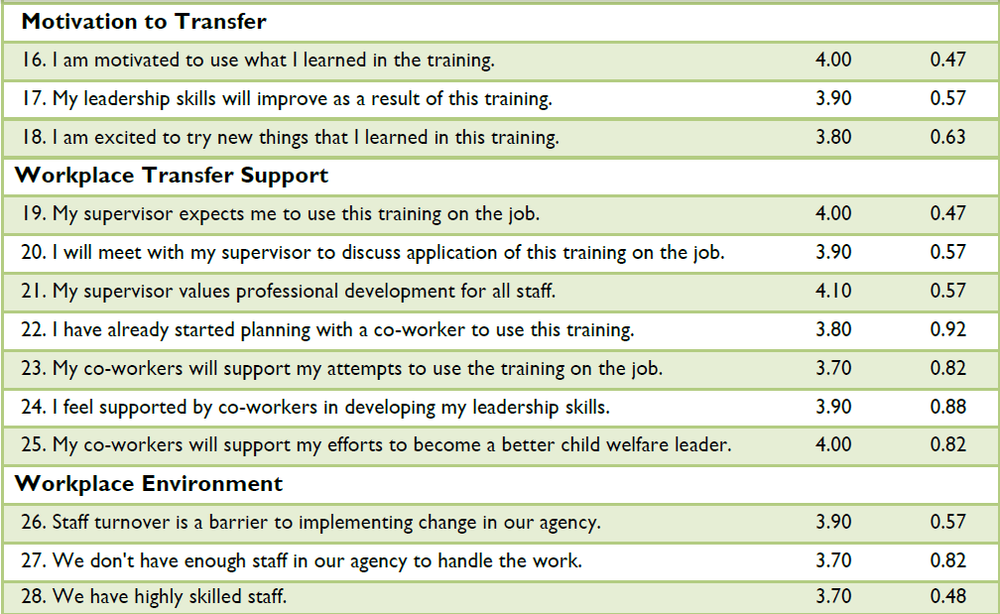 Motivation to Transfer
16. I am motivated to use what I learned in the training. 4.00 0.47
17. My leadership skills will improve as a result of this training. 3.90 0.57
18. I am excited to try new things that I learned in this training. 3.80 0.63
Workplace Transfer Support
19. My supervisor expects me to use this training on the job. 4.00 0.47
20. I will meet with my supervisor to discuss application of this training on the job. 3.90 0.57
21. My supervisor values professional development for all staff. 4.10 0.57
22. I have already started planning with a co-worker to use this training. 3.80 0.92
23. My co-workers will support my attempts to use the training on the job. 3.70 0.82
24. I feel supported by co-workers in developing my leadership skills. 3.90 0.88
25. My co-workers will support my efforts to become a better child welfare leader. 4.00 0.82
Workplace Environment
26. Staff turnover is a barrier to implementing change in our agency. 3.90 0.57
27. We don't have enough staff in our agency to handle the work. 3.70 0.82
28. We have highly skilled staff. 3.70 0.48